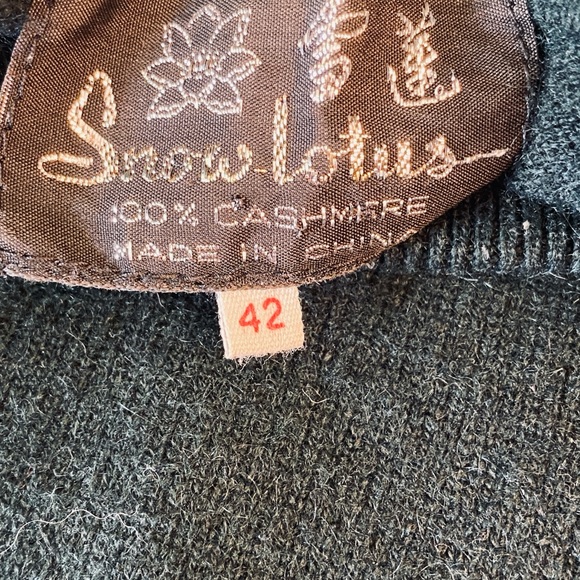 雪蓮
Snow-lotus
100% CASHMERE
MADE IN CHINA
42